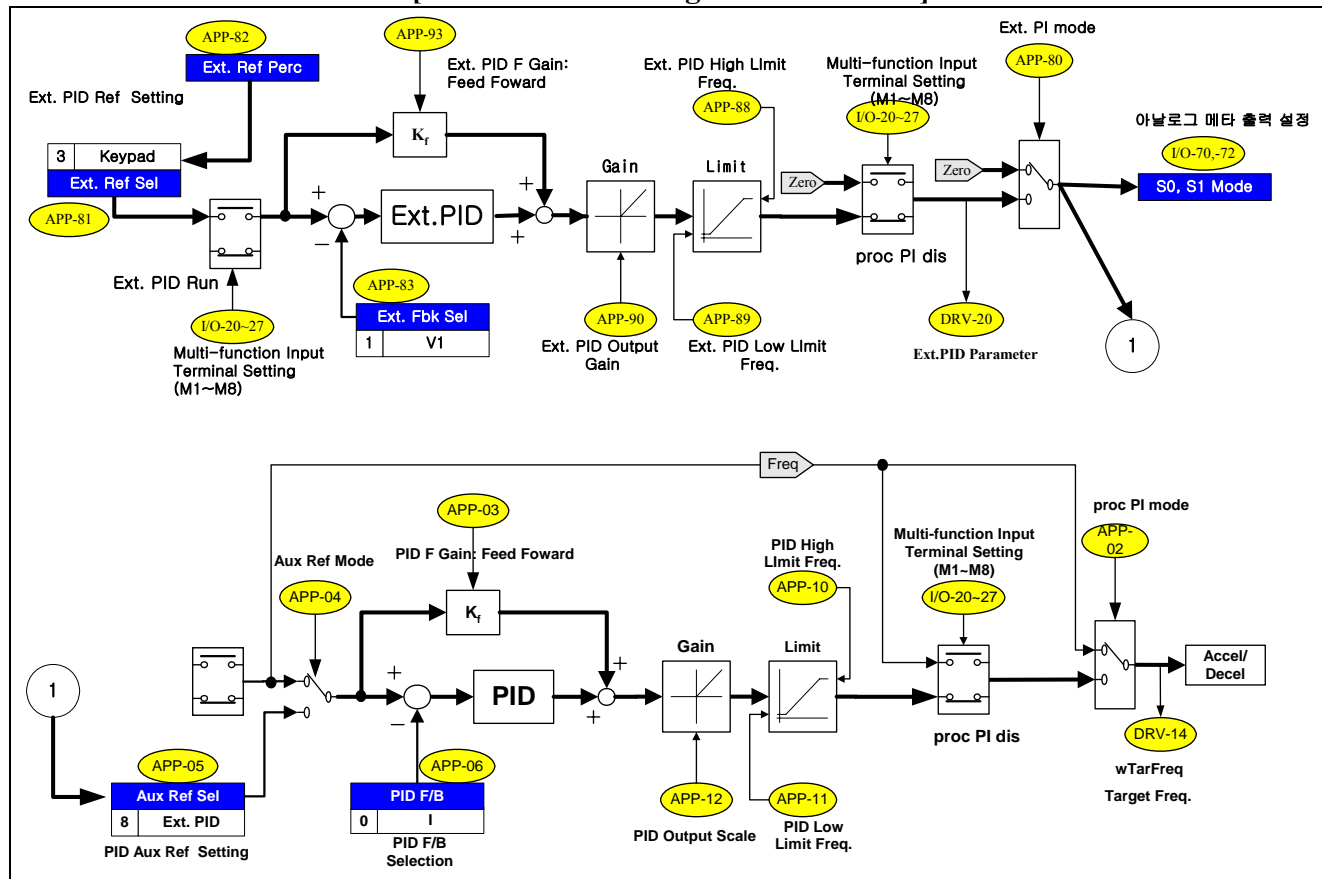 APP-82
Ext. Ref Perc
Ext. PID Ref Setting
3 Keypad
Ext. Ref Sel
APP-81
Ext. PID Run
I/O-20~27
Multi-function Input
Terminal Setting
(M1~M8)
APP-93
Ext. PID F Gain:
Feed Foward
Kf
+
−
Ext.PID
+
+
APP-83
Ext. Fbk Sel
1 V1
Gain
APP-90
Ext. PID Output
Gain
Ext. PID High LImit
Freq.
APP-88
Limit
APP-89
Ext. PID Low LImit
Freq.
Multi-function Input
Terminal Setting
(M1~M8)
I/O-20~27
Zero
proc PI dis
DRV-20
Ext.PID Parameter
Ext. PI mode
APP-80
Zero
아날로그 메타 출력 설정
I/O-70,-72
S0, S1 Mode
1
Freq
1
APP-05
Aux Ref Sel
8 Ext. PID
PID Aux Ref Setting
Aux Ref Mode
APP-04
APP-03
PID F Gain: Feed Foward
Kf
+
−
PID
+
+
APP-06
PID F/B
0 I
PID F/B
Selection
Gain
APP-12
PID Output Scale
PID High
LImit Freq.
APP-10
Limit
APP-11
PID Low
Limit Freq.
Multi-function Input
Terminal Setting
(M1~M8)
I/O-20~27
proc PI dis
proc PI mode
APP-
02
Accel/
Decel
DRV-14
wTarFreq
Target Freq.